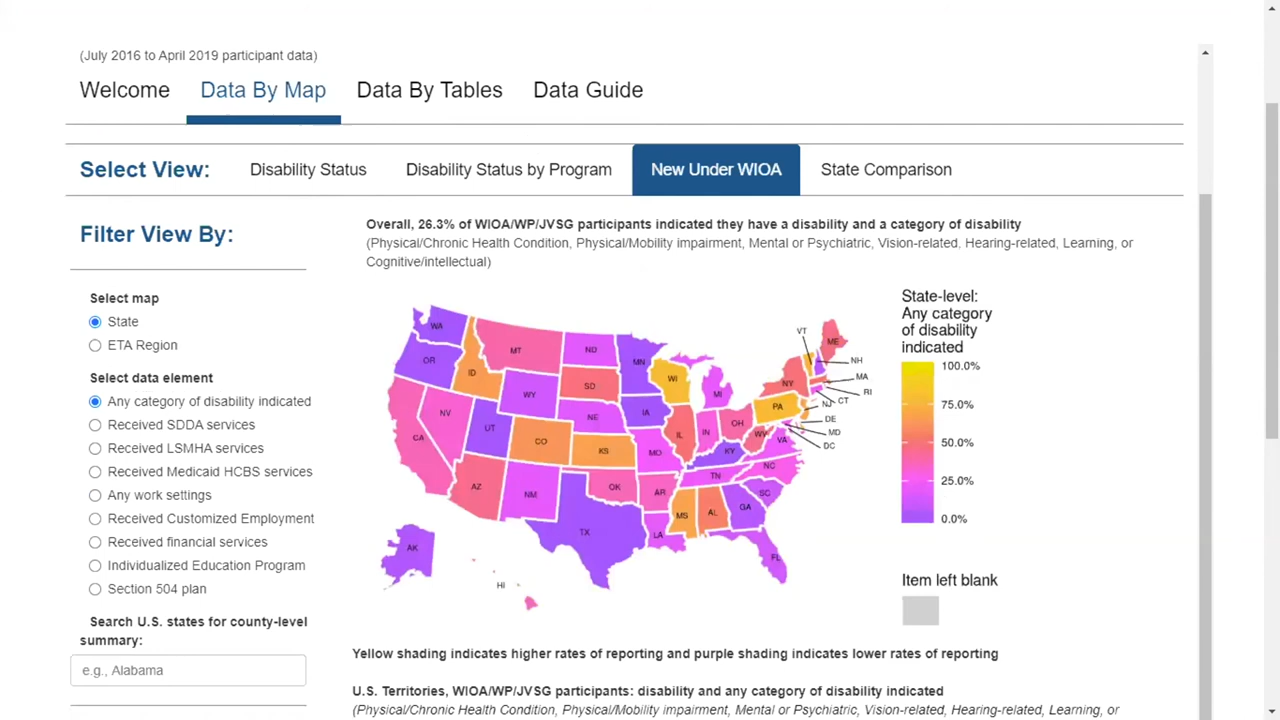 (July 2016 to April 2019 participant data)
Welcome Data By Map Data By Tables Data Guide
Select View: Disability Status Disability Status by Program New Under WIOA State Comparison
Filter View By:
Select map
State
ETA Region
Select data element
Any category of disability indicated
Received SDDA services
Received LSMHA services
Received Medicaid HCBS services
Any work settings
Received Customized Employment
Received financial services
Individualized Education Program
Section 504 plan
Search U.S. states for county-level
summary:
e.g., Alabama
Overall, 26.3% of WIOA/WP/JVSG participants indicated they have a disability and a category of disability
(Physical/Chronic Health Condition, Physical/Mobility impairment, Mental or Psychiatric, Vision-related, Hearing-related, Learning, or
Cognitive/intellectual)
WA
OR
ID
MT
ND
MN
WI
MI
VT
ME
NH
MA
RI
CT
NJ
DE
MD
DC
NY
PA
SD
WY
NE
IA
NV
CA
UT
CO
KS
MO
IL
IN
OH
WV
VA
KY
NC
TN
AZ
NM
OK
AR
SC
MS
AL
GA
TX
LA
FL
AK
HI
State-level:
Any category
of disability
indicated
100.0%
75.0%
50.0%
25.0%
0.0%
Item left blank
Yellow shading indicates higher rates of reporting and purple shading indicates lower rates of reporting
U.S. Territories, WIOA/WP/JVSG participants: disability and any category of disability indicated
(Physical/Chronic Health Condition, Physical/Mobility impairment, Mental or Psychiatric, Vision-related, Hearing-related, Learning, or